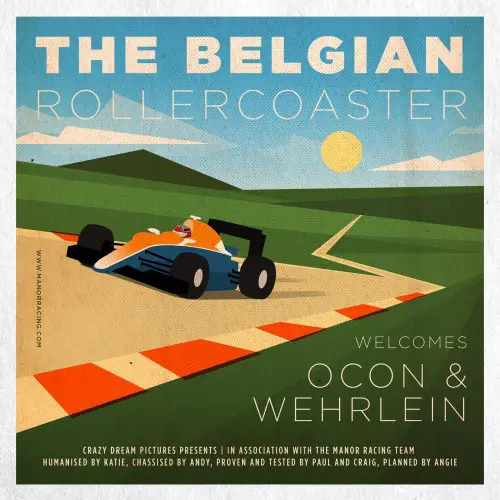 THE BELGIAN
ROLLERCOASTER
WWW.MANORRACING.COM
WELCOMES
OCON &
WEHRLEIN
CRAZY DREAM PICTURES PRESENTS | IN ASSOCIATION WITH THE MANOR RACING TEAM
HUMANISED BY KATIE, CHASSISED BY ANDY, PROVEN AND TESTED BY PAUL AND CRAIG, PLANNED BY ANGIE